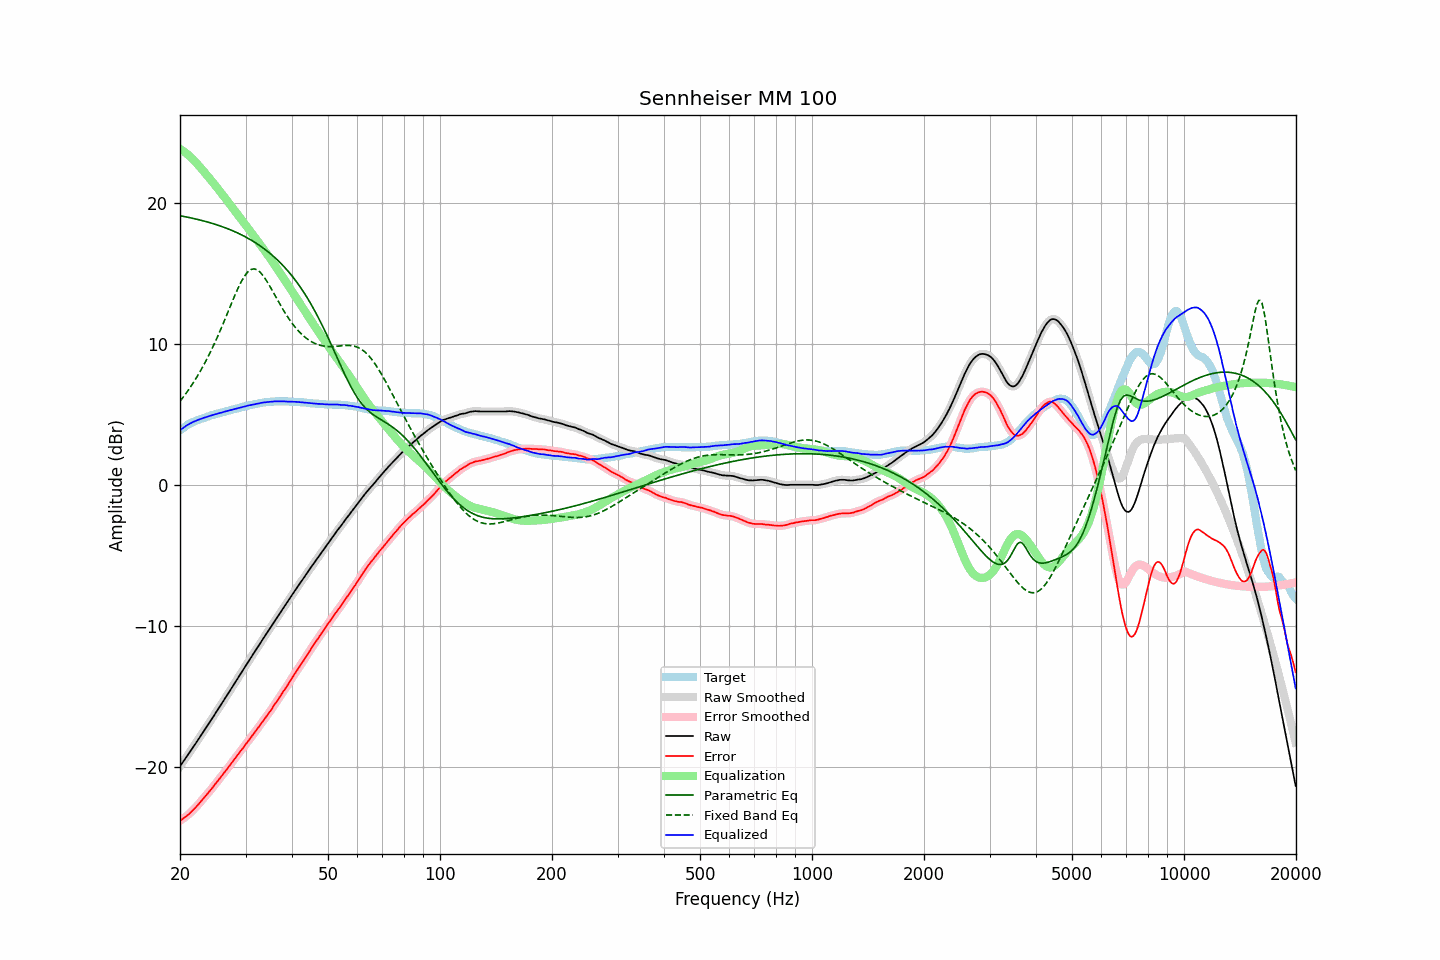 Sennheiser MM 100
Amplitude (dBr)
20
10
0
−10
−20
Target
Raw Smoothed
Error Smoothed
Raw
Error
Equalization
Parametric Eq
Fixed Band Eq
Equalized
20 50 100 200 500 1000 2000 5000 10000 20000
Frequency (Hz)